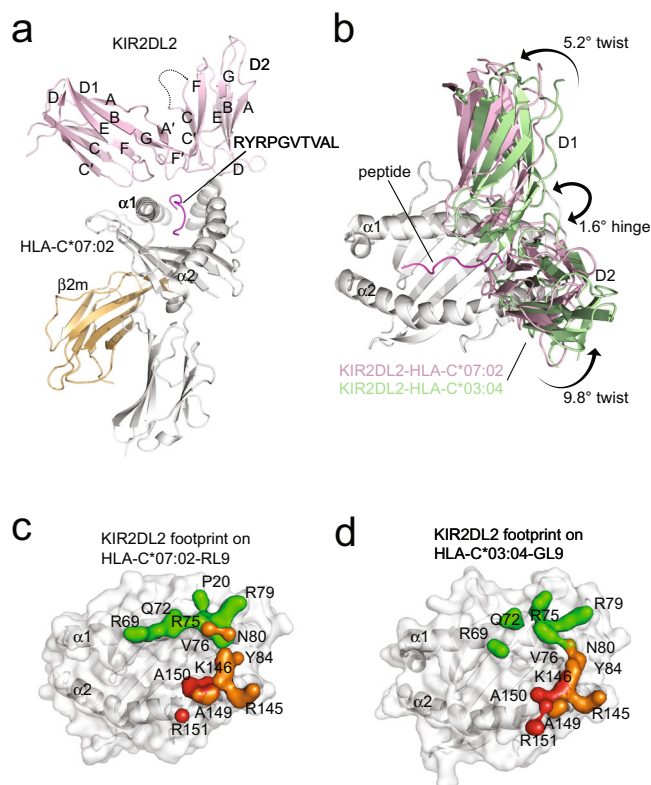 a
KIR2DL2
D2
D
D1
A
B
E
C
C′
F
G
A′
F′
F
C
C′
E
B
G
A
D
RYRPGVTVAL
α1
HLA-C*07:02
α2
β2m
b
5.2° twist
D1
peptide
1.6° hinge
α1
α2
D2
KIR2DL2-HLA-C*07:02
KIR2DL2-HLA-C*03:04
9.8° twist
c
KIR2DL2 footprint on
HLA-C*07:02-RL9
P20
R79
Q72
R69
R75
N80
α1
V76
Y84
K146
A150
α2
A149
R145
R151
d
KIR2DL2 footprint on
HLA-C*03:04-GL9
R79
R75
Q72
R69
N80
α1
V76
Y84
K146
A150
α2
R145
A149
R151